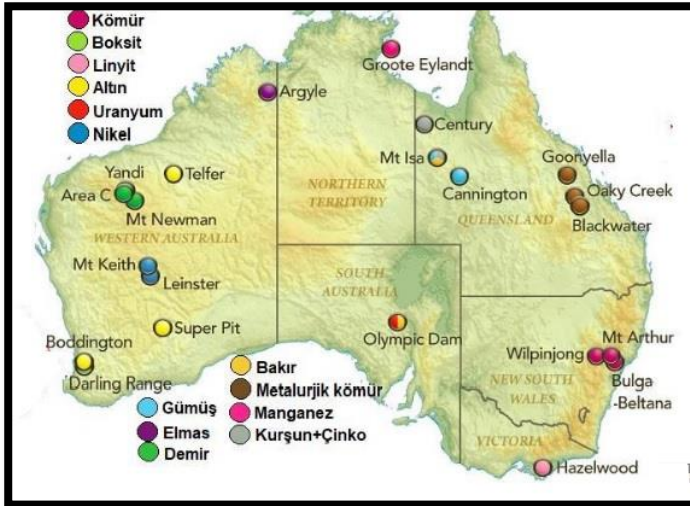 Kömür
Boksit
Linyit
Altın
Uranyum
Nikel
Groote Eylandt
Argyle
Century
Mt Isa
Cannington
Goonyella
Oaky Creek
Blackwater
Yandi
Telfer
Area C
Mt Newman
NORTHERN
TERRITORY
QUEENSLAND
WESTERN AUSTRALIA
Mt Keith
Leinster
SOUTH
AUSTRALIA
Super Pit
Olympic Dam
Boddington
Darling Range
Mt Arthur
Wilpinjong
Bulga
-Beltana
NEW SOUTH
WALES
VICTORIA
Hazelwood
Bakır
Metalurjik kömür
Manganez
Kurşun+Çinko
Gümüş
Elmas
Demir